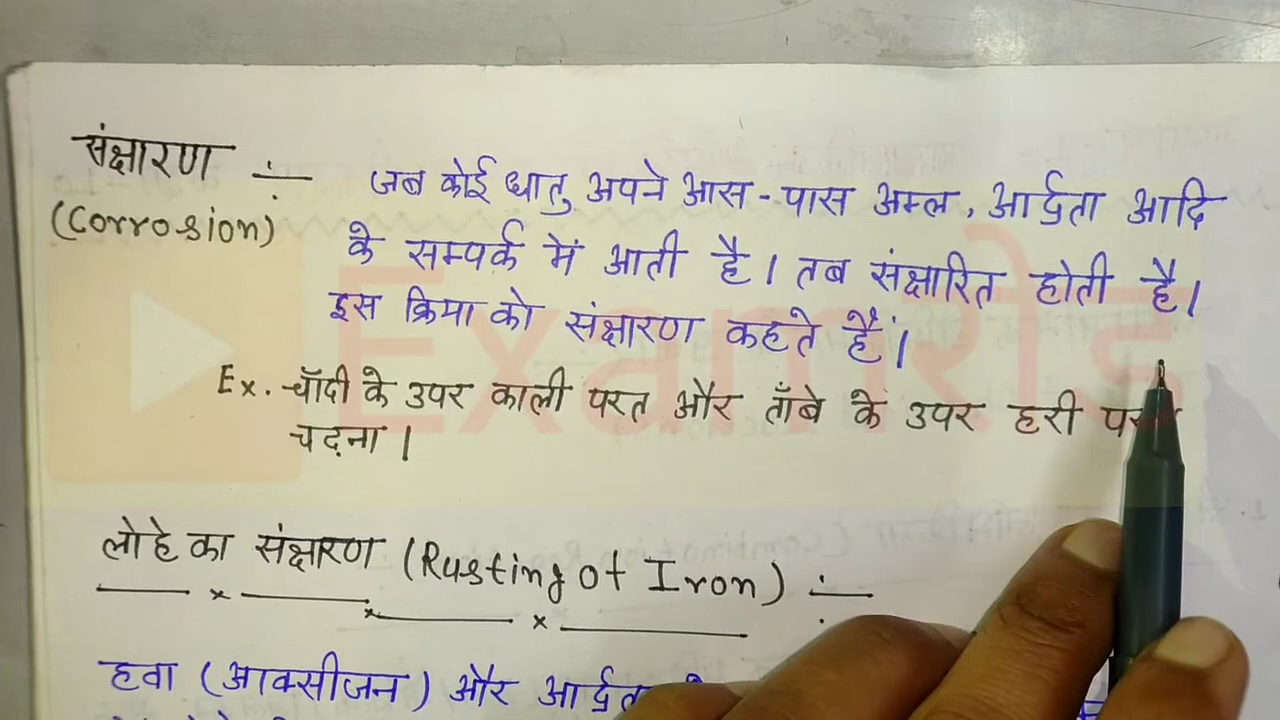 संक्षारण ÷ जब कोई धातु अपने आस-पास अम्ल, आर्द्रता आदि
(Corrosion)
के सम्पर्क में आती है। तब संक्षारित होती है।
इस क्रिया को संक्षारण कहते हैं।
Ex. चाँदी के उपर काली परत और ताँबे के उपर हरी
चढ़ना।
लोहे का संक्षारण (Rusting of Iron) ÷
हवा (आक्सीजन) और
Examरीड